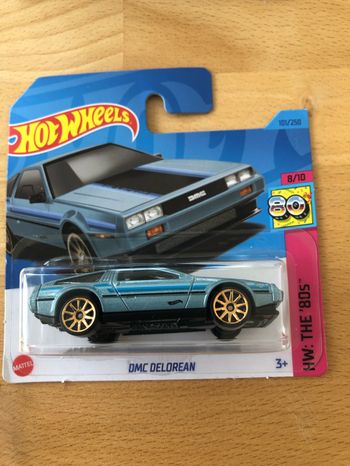 HOT WHEELS
101/250
8/10
80
DMC
HW: THE '80s
MATTEL
DMC DELOREAN
3+